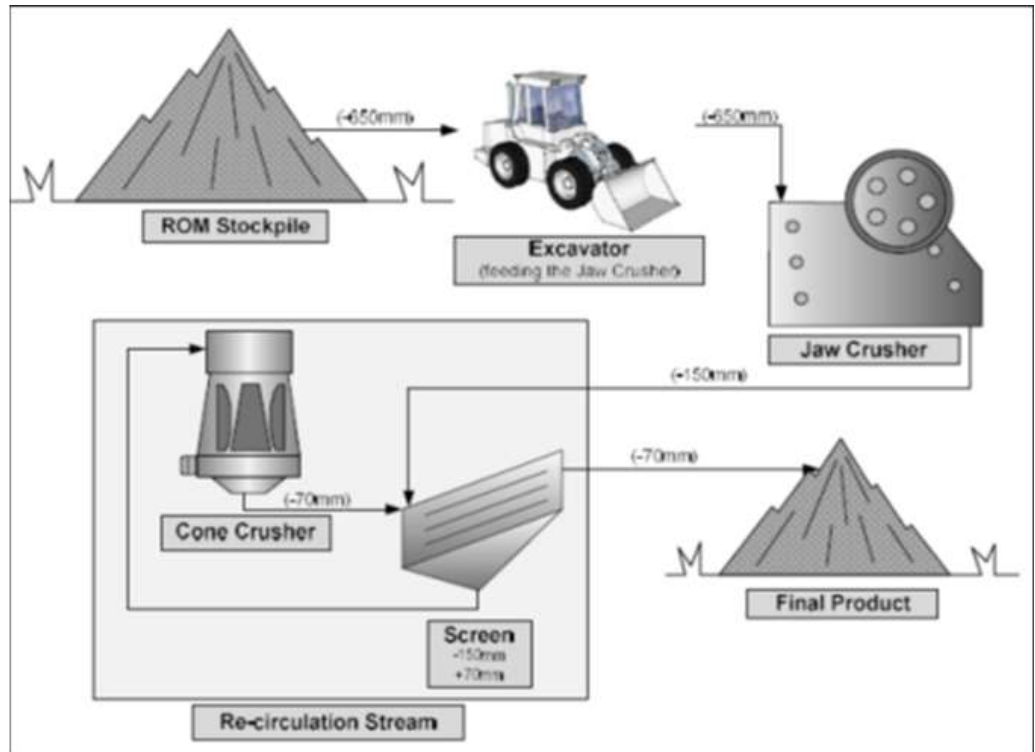 (-650mm)
(-650mm)
ROM Stockpile
Excavator
(feeding the Jaw Crusher)
Jaw Crusher
(-150mm)
(-70mm)
(-70mm)
Cone Crusher
Final Product
Screen
-150mm
+70mm
Re-circulation Stream